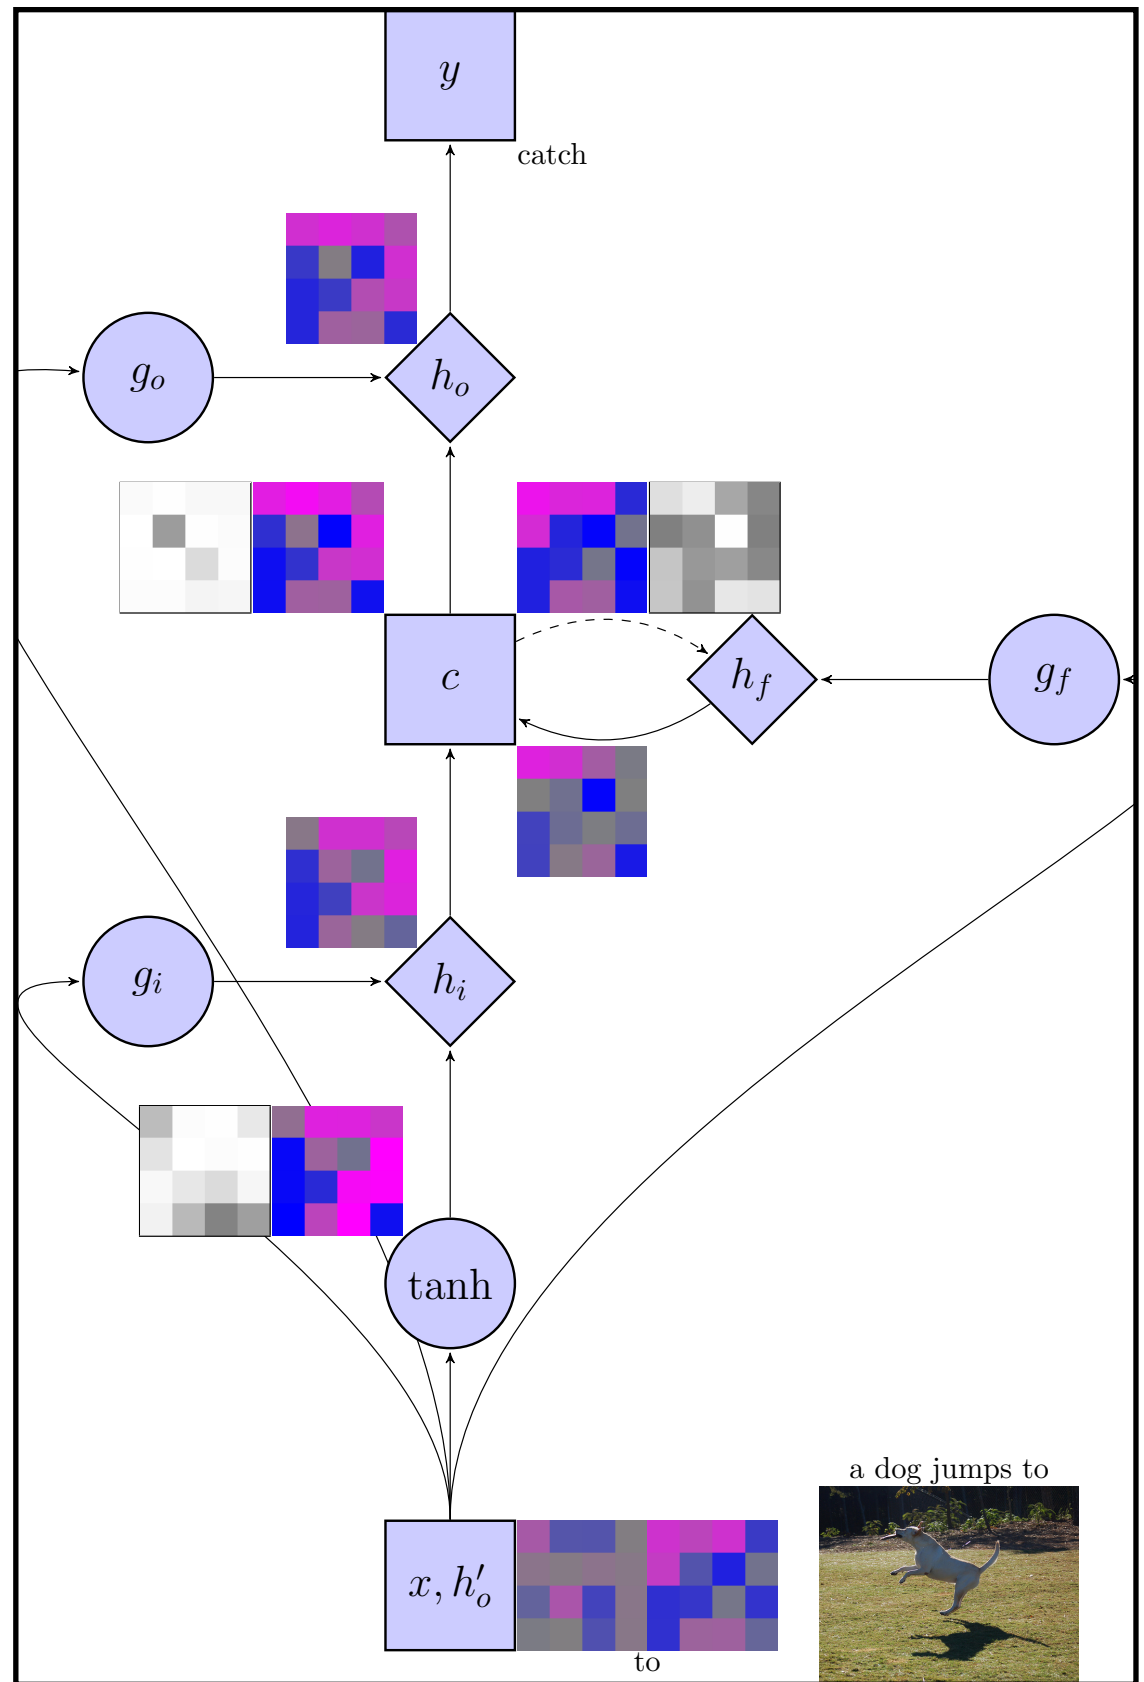 y
catch
g_o
h_o
c
h_f
g_f
g_i
h_i
tanh
a dog jumps to
x, h'_o
to